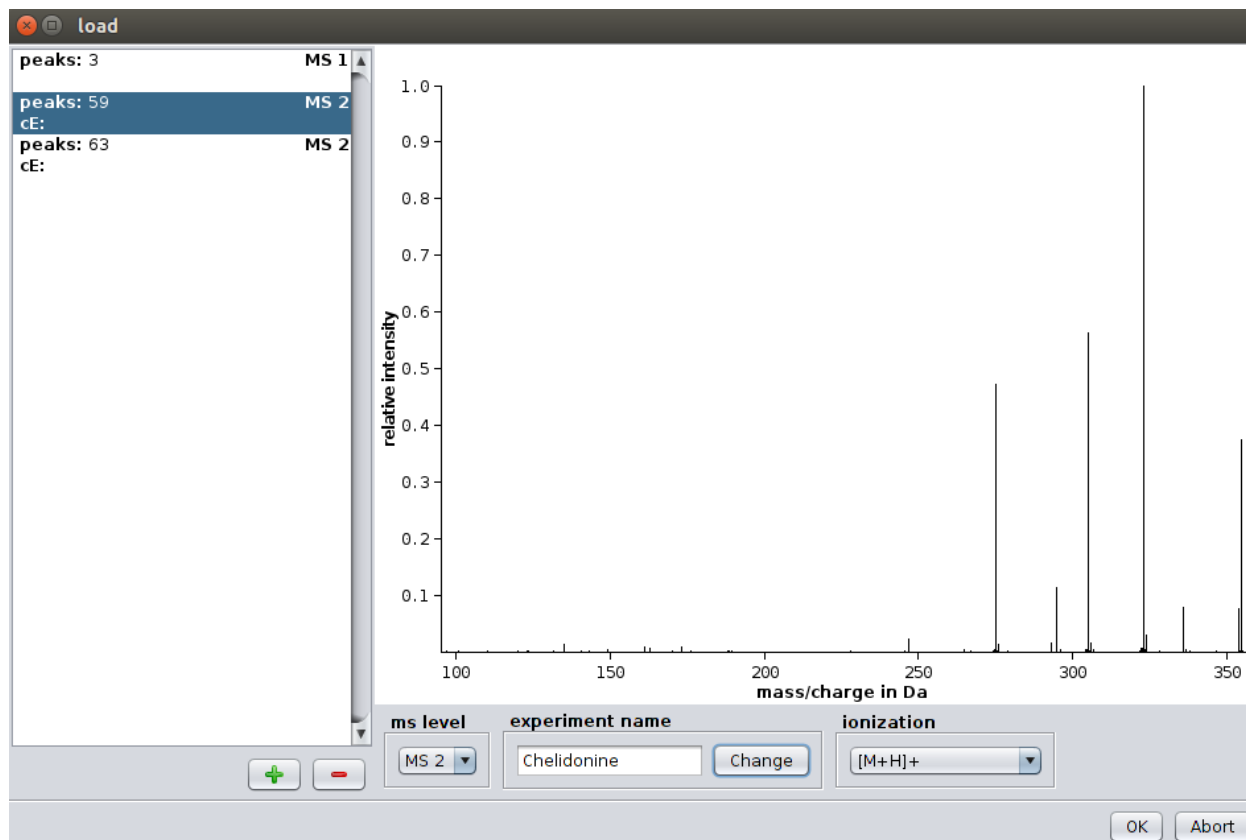 load
peaks: 3 MS 1
peaks: 59 MS 2
cE:
peaks: 63 MS 2
cE:
1.0
0.9
0.8
0.7
0.6
0.5
0.4
0.3
0.2
0.1
relative intensity
100 150 200 250 300 350
mass/charge in Da
ms level experiment name ionization
MS 2 Chelidonine Change [M+H]+
OK Abort